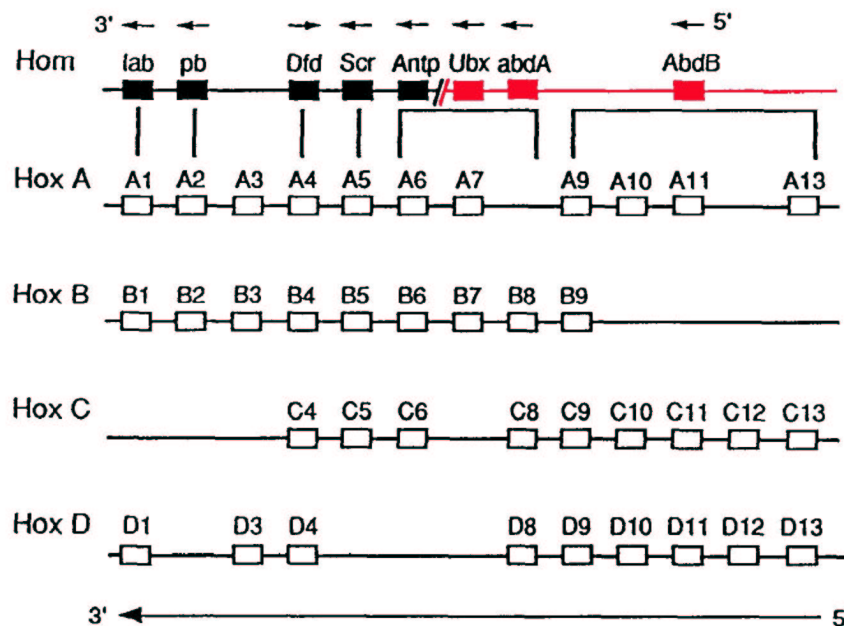 3' 5'
Hom lab pb Dfd Scr Antp Ubx abdA AbdB
Hox A A1 A2 A3 A4 A5 A6 A7 A9 A10 A11 A13
Hox B B1 B2 B3 B4 B5 B6 B7 B8 B9
Hox C C4 C5 C6 C8 C9 C10 C11 C12 C13
Hox D D1 D3 D4 D8 D9 D10 D11 D12 D13
3' 5